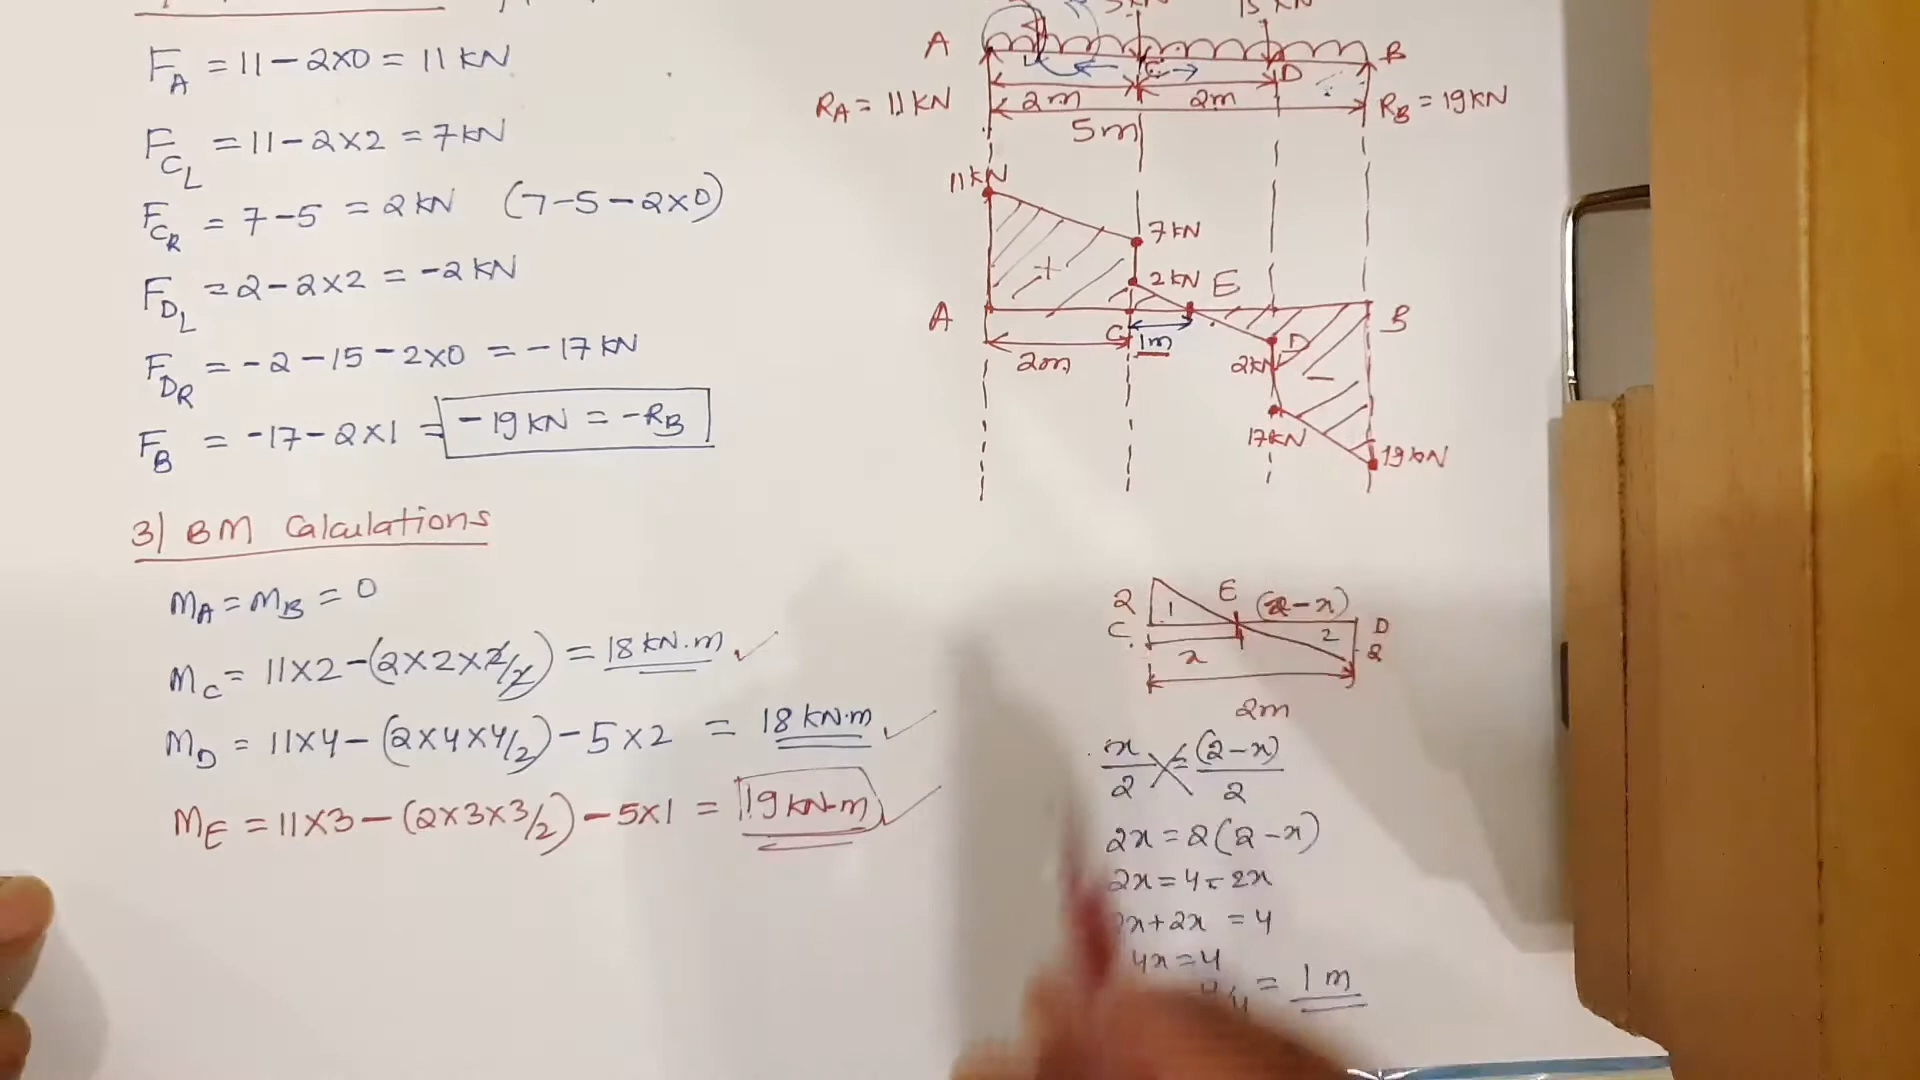 F_A = 11 - 2×0 = 11 kN
F_CL = 11 - 2×2 = 7 kN
F_CR = 7-5 = 2 kN (7-5-2×0)
F_DL = 2 - 2×2 = -2 kN
F_DR = -2 - 15 - 2×0 = -17 kN
F_B = -17 - 2×1 = -19 kN = -R_B
3) BM Calculations
M_A = M_B = 0
M_C = 11×2 - (2×2×2/2) = 18 kN.m ✓
M_D = 11×4 - (2×4×4/2) - 5×2 = 18 kN.m ✓
M_E = 11×3 - (2×3×3/2) - 5×1 = 19 kN-m ✓
15 kN
A C D B
R_A = 11 kN 2m 2m R_B = 19 kN
5m
11 kN
7 kN
+ 2 kN E
A B
C 1m D
2m 2kN -
17kN 19 kN
2 1 E (2-x)
C 2 D
x 2
2m
x/2 = (2-x)/2
2x = 2(2-x)
2x = 4-2x
x+2x = 4
4x = 4
= 1 m